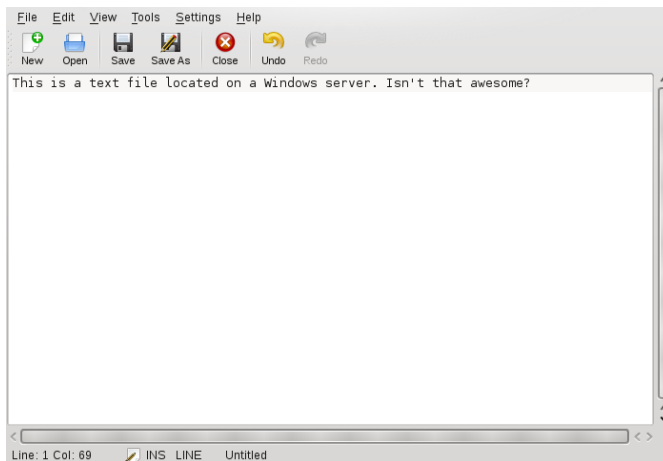 File Edit View Tools Settings Help
New Open Save Save As Close Undo Redo
This is a text file located on a Windows server. Isn't that awesome?
Line: 1 Col: 69 INS LINE Untitled